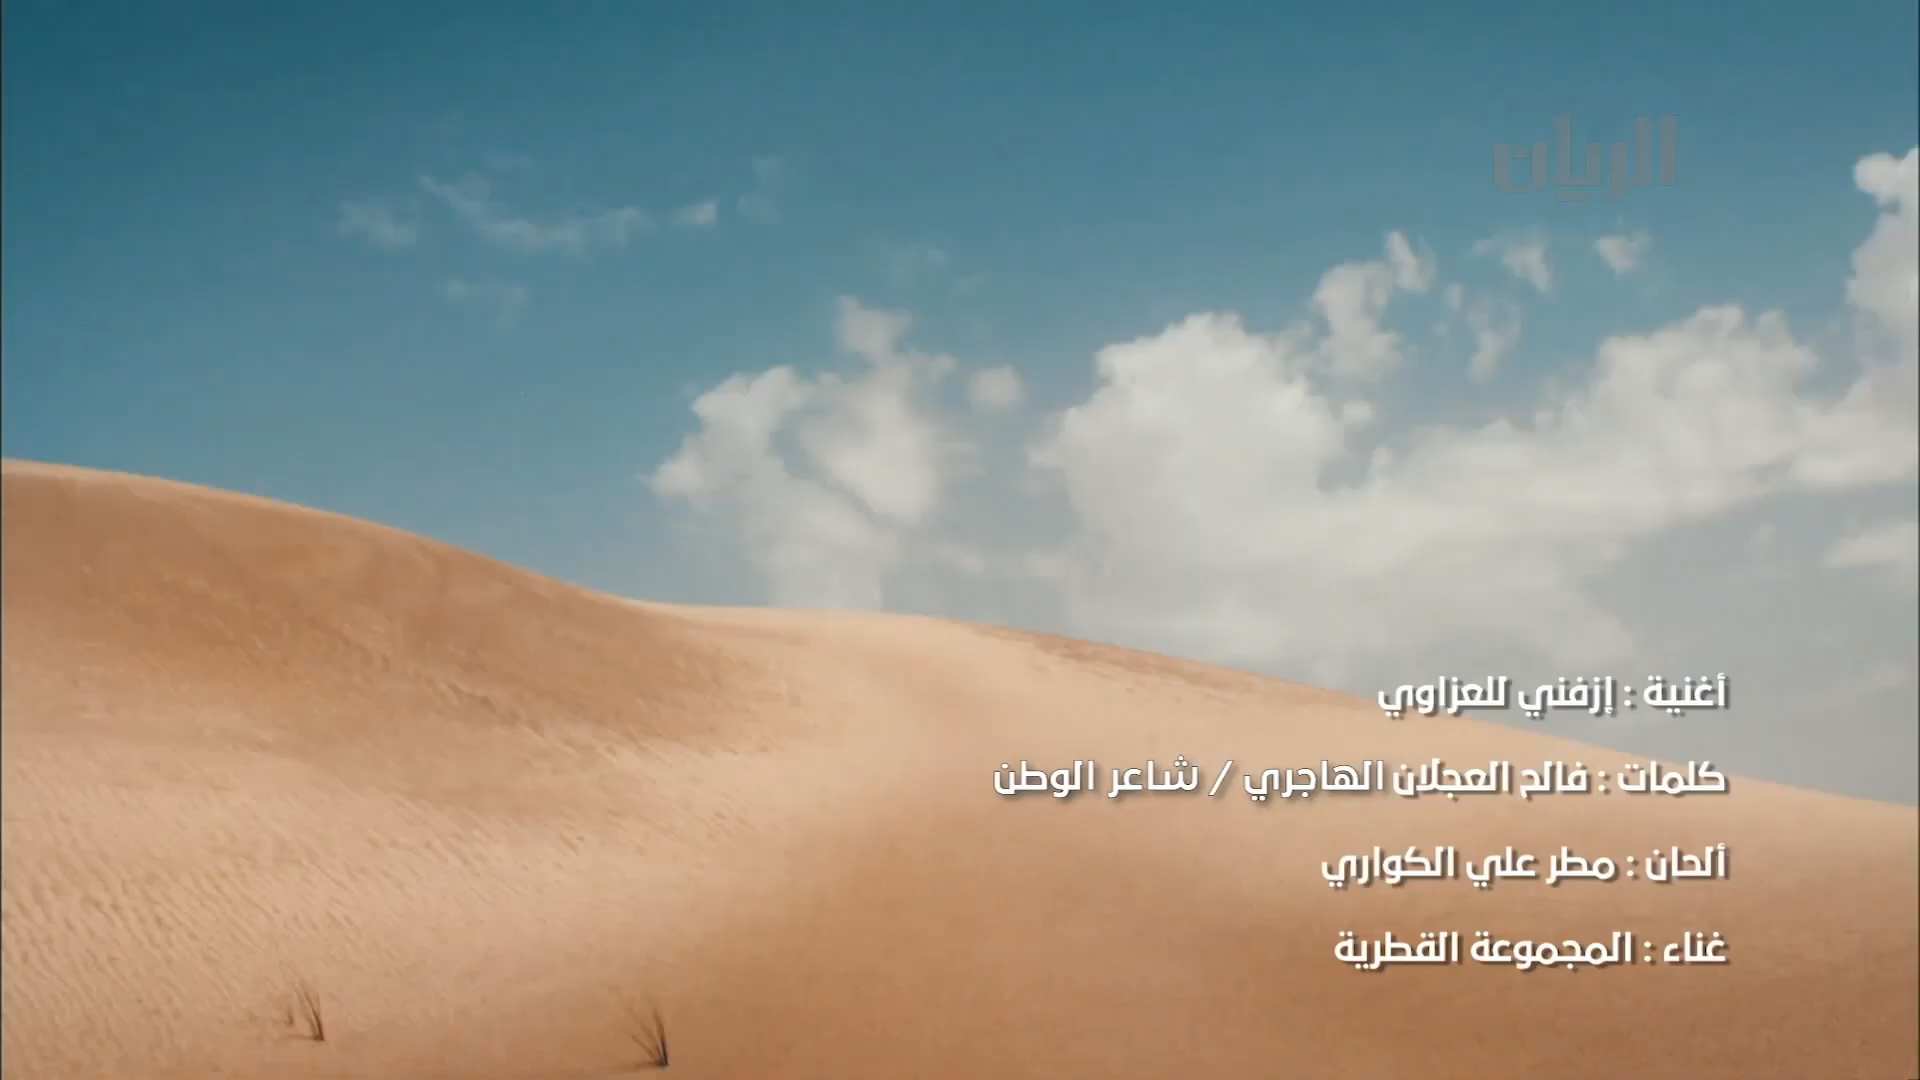 الريان
أغنية : إزفني للعزاوي
كلمات : فالح العجلان الهاجري / شاعر الوطن
ألحان : مطر علي الكواري
غناء : المجموعة القطرية